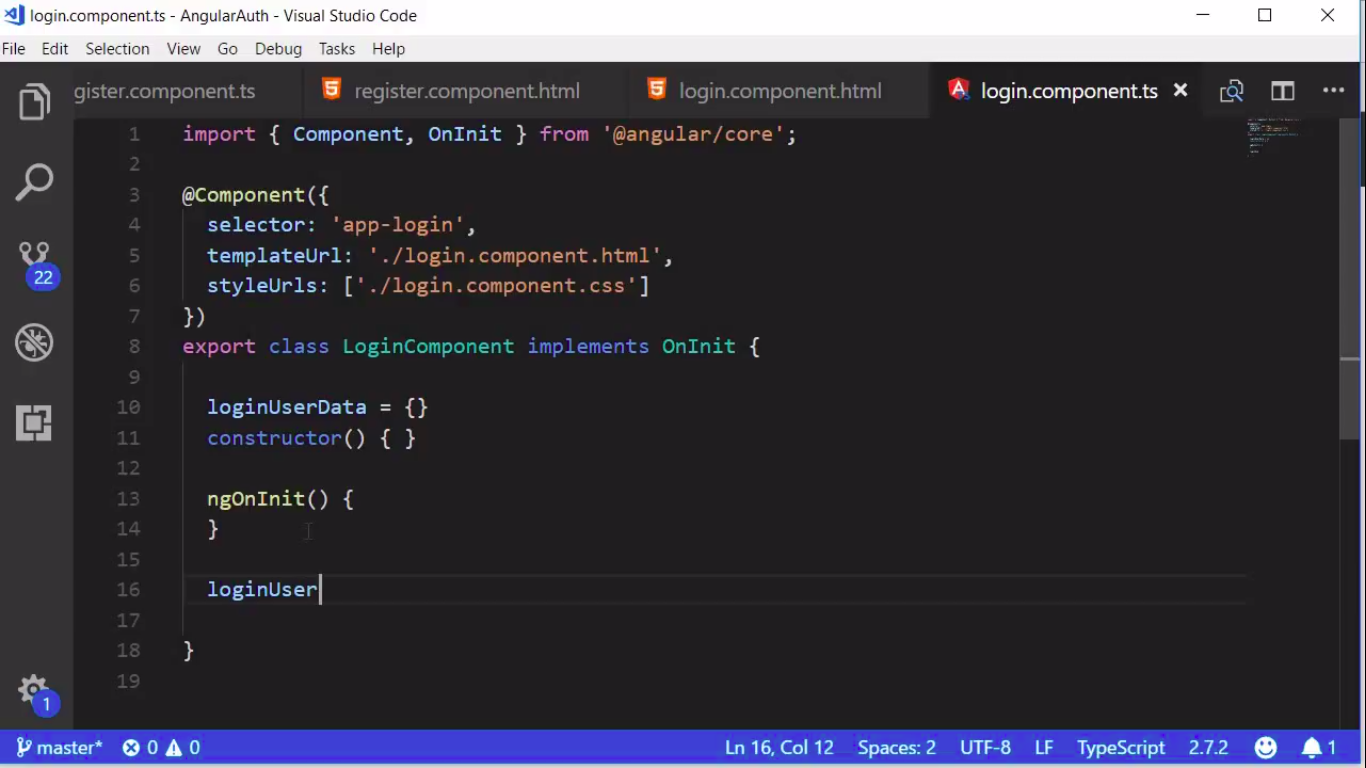 login.component.ts - AngularAuth - Visual Studio Code
File Edit Selection View Go Debug Tasks Help
gister.component.ts register.component.html login.component.html login.component.ts
1 import { Component, OnInit } from '@angular/core';
2
3 @Component({
4 selector: 'app-login',
5 templateUrl: './login.component.html',
6 styleUrls: ['./login.component.css']
7 })
8 export class LoginComponent implements OnInit {
9
10 loginUserData = {}
11 constructor() { }
12
13 ngOnInit() {
14 }
15
16 loginUser
17
18 }
19
22
1
master* 0 0 Ln 16, Col 12 Spaces: 2 UTF-8 LF TypeScript 2.7.2 1